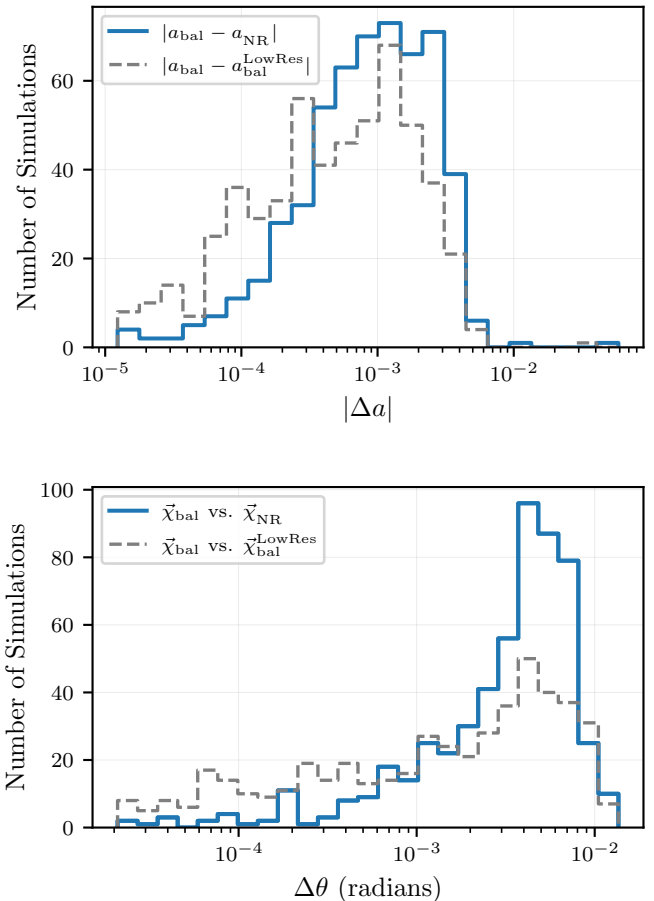 |a_bal − a_NR|
|a_bal − a_bal^LowRes|
Number of Simulations
60
40
20
0
10⁻⁵ 10⁻⁴ 10⁻³ 10⁻²
|Δa|
χ⃗_bal vs. χ⃗_NR
χ⃗_bal vs. χ⃗_bal^LowRes
Number of Simulations
100
80
60
40
20
0
10⁻⁴ 10⁻³ 10⁻²
Δθ (radians)